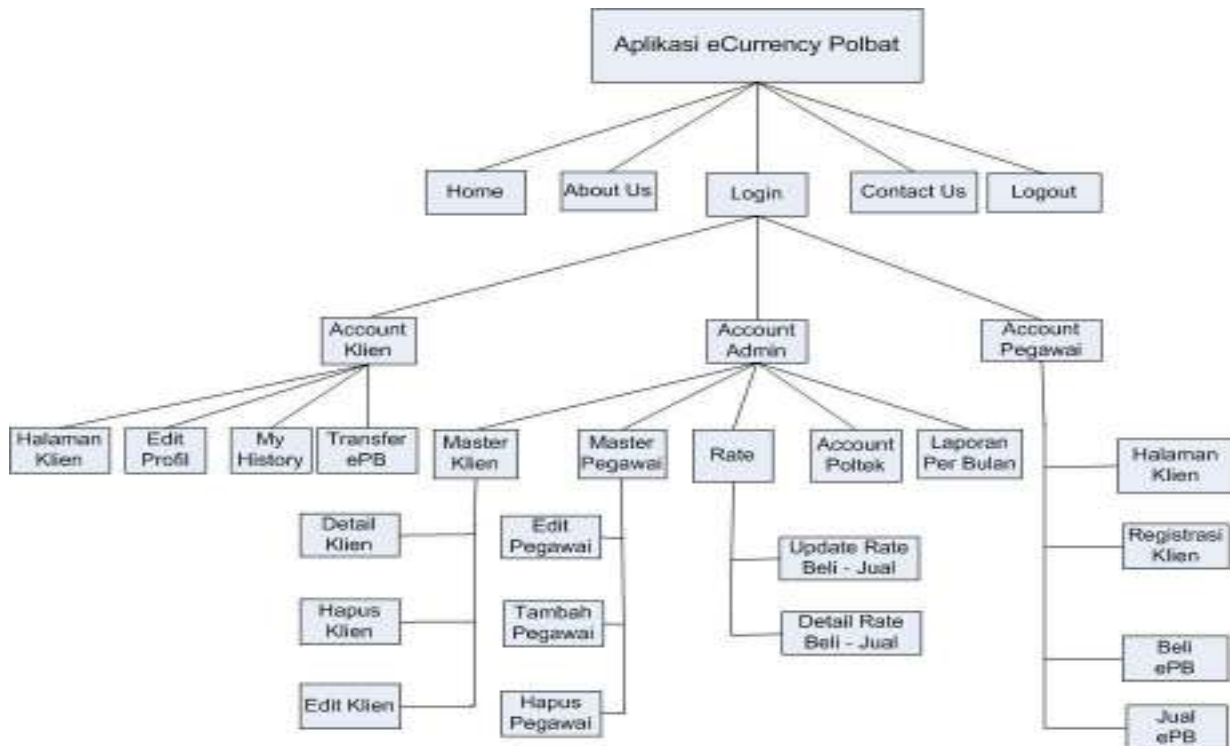 Aplikasi eCurrency Polbat
Home
About Us
Login
Contact Us
Logout
Account
Klien
Account
Admin
Account
Pegawai
Halaman
Klien
Edit
Profil
My
History
Transfer
ePB
Master
Klien
Master
Pegawai
Rate
Account
Poltek
Laporan
Per Bulan
Halaman
Klien
Detail
Klien
Edit
Pegawai
Registrasi
Klien
Update Rate
Beli - Jual
Hapus
Klien
Tambah
Pegawai
Detail Rate
Beli - Jual
Beli
ePB
Edit Klien
Hapus
Pegawai
Jual
ePB